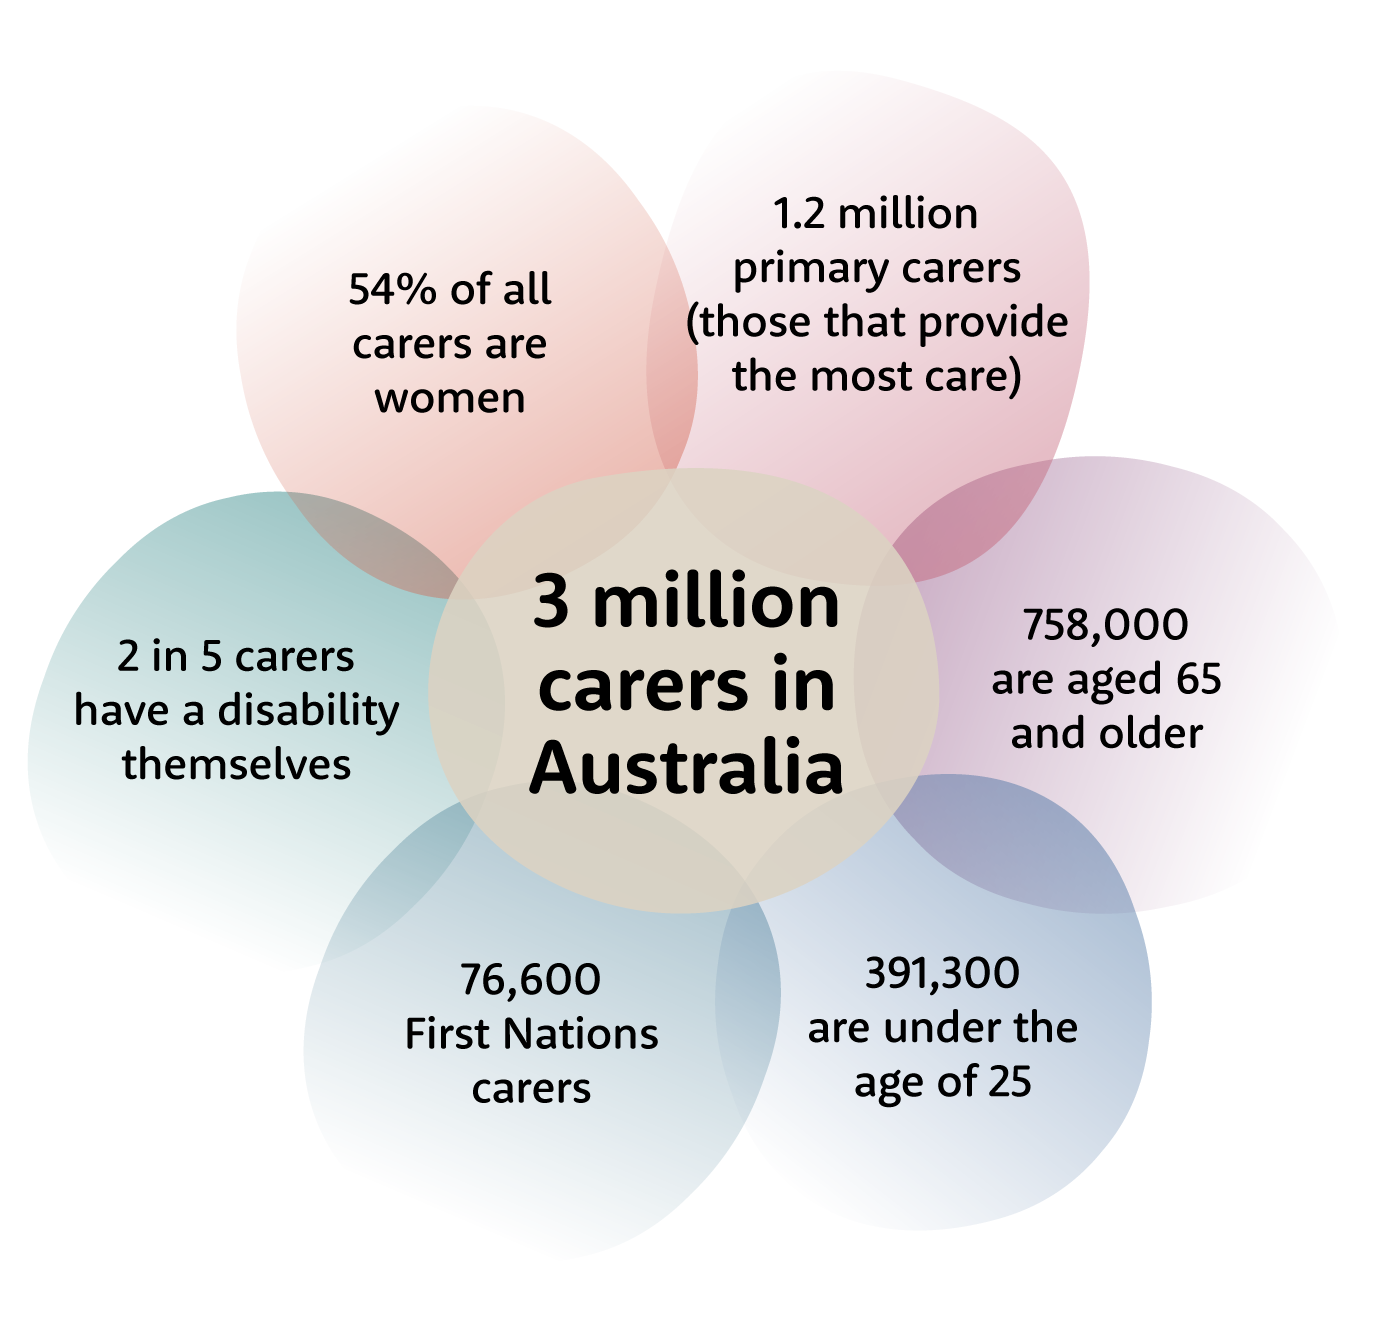 1.2 million
primary carers
(those that provide
the most care)
54% of all
carers are
women
3 million
carers in
Australia
758,000
are aged 65
and older
2 in 5 carers
have a disability
themselves
76,600
First Nations
carers
391,300
are under the
age of 25